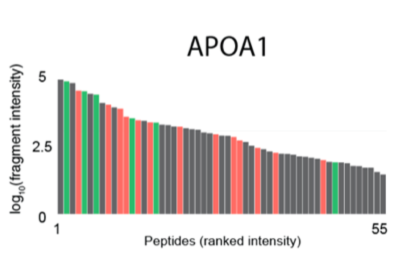 APOA1
5
log10(fragment intensity)
2.5
0
1
55
Peptides (ranked intensity)